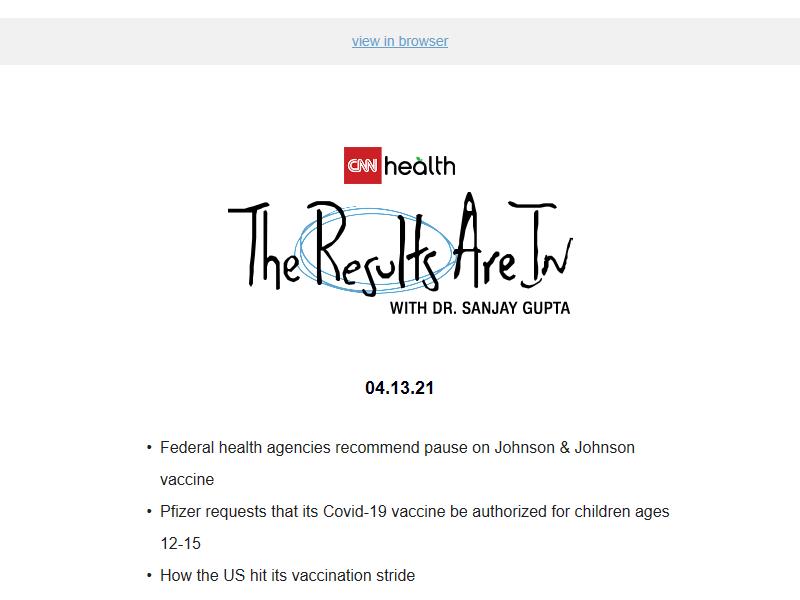 view in browser
CNN health
The Results Are In
WITH DR. SANJAY GUPTA
04.13.21
• Federal health agencies recommend pause on Johnson & Johnson
vaccine
• Pfizer requests that its Covid-19 vaccine be authorized for children ages
12-15
• How the US hit its vaccination stride